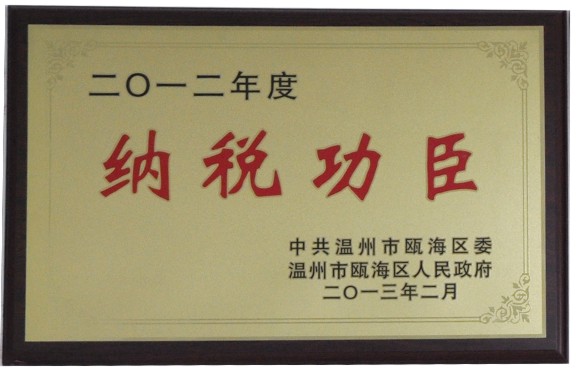 二〇一二年度
纳税功臣
中共温州市瓯海区委
温州市瓯海区人民政府
二〇一三年二月